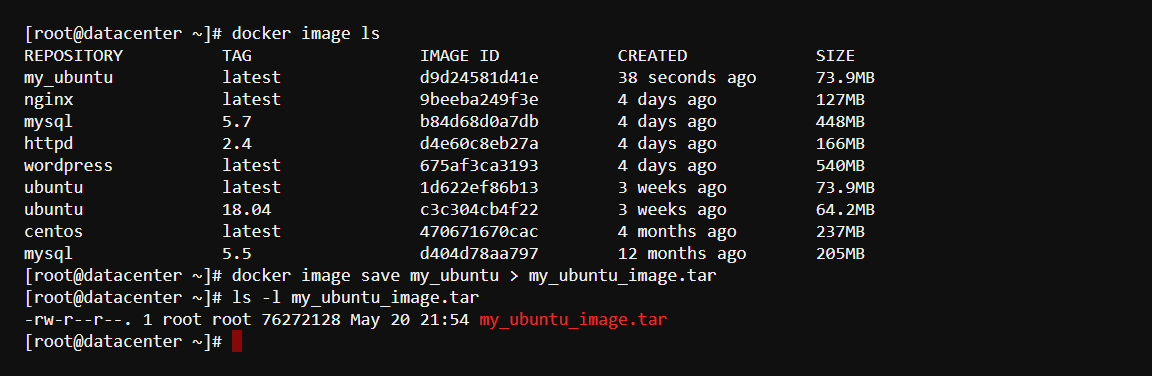 [root@datacenter ~]# docker image ls
REPOSITORY TAG IMAGE ID CREATED SIZE
my_ubuntu latest d9d24581d41e 38 seconds ago 73.9MB
nginx latest 9beeba249f3e 4 days ago 127MB
mysql 5.7 b84d68d0a7db 4 days ago 448MB
httpd 2.4 d4e60c8eb27a 4 days ago 166MB
wordpress latest 675af3ca3193 4 days ago 540MB
ubuntu latest 1d622ef86b13 3 weeks ago 73.9MB
ubuntu 18.04 c3c304cb4f22 3 weeks ago 64.2MB
centos latest 470671670cac 4 months ago 237MB
mysql 5.5 d404d78aa797 12 months ago 205MB
[root@datacenter ~]# docker image save my_ubuntu > my_ubuntu_image.tar
[root@datacenter ~]# ls -l my_ubuntu_image.tar
-rw-r--r--. 1 root root 76272128 May 20 21:54 my_ubuntu_image.tar
[root@datacenter ~]#